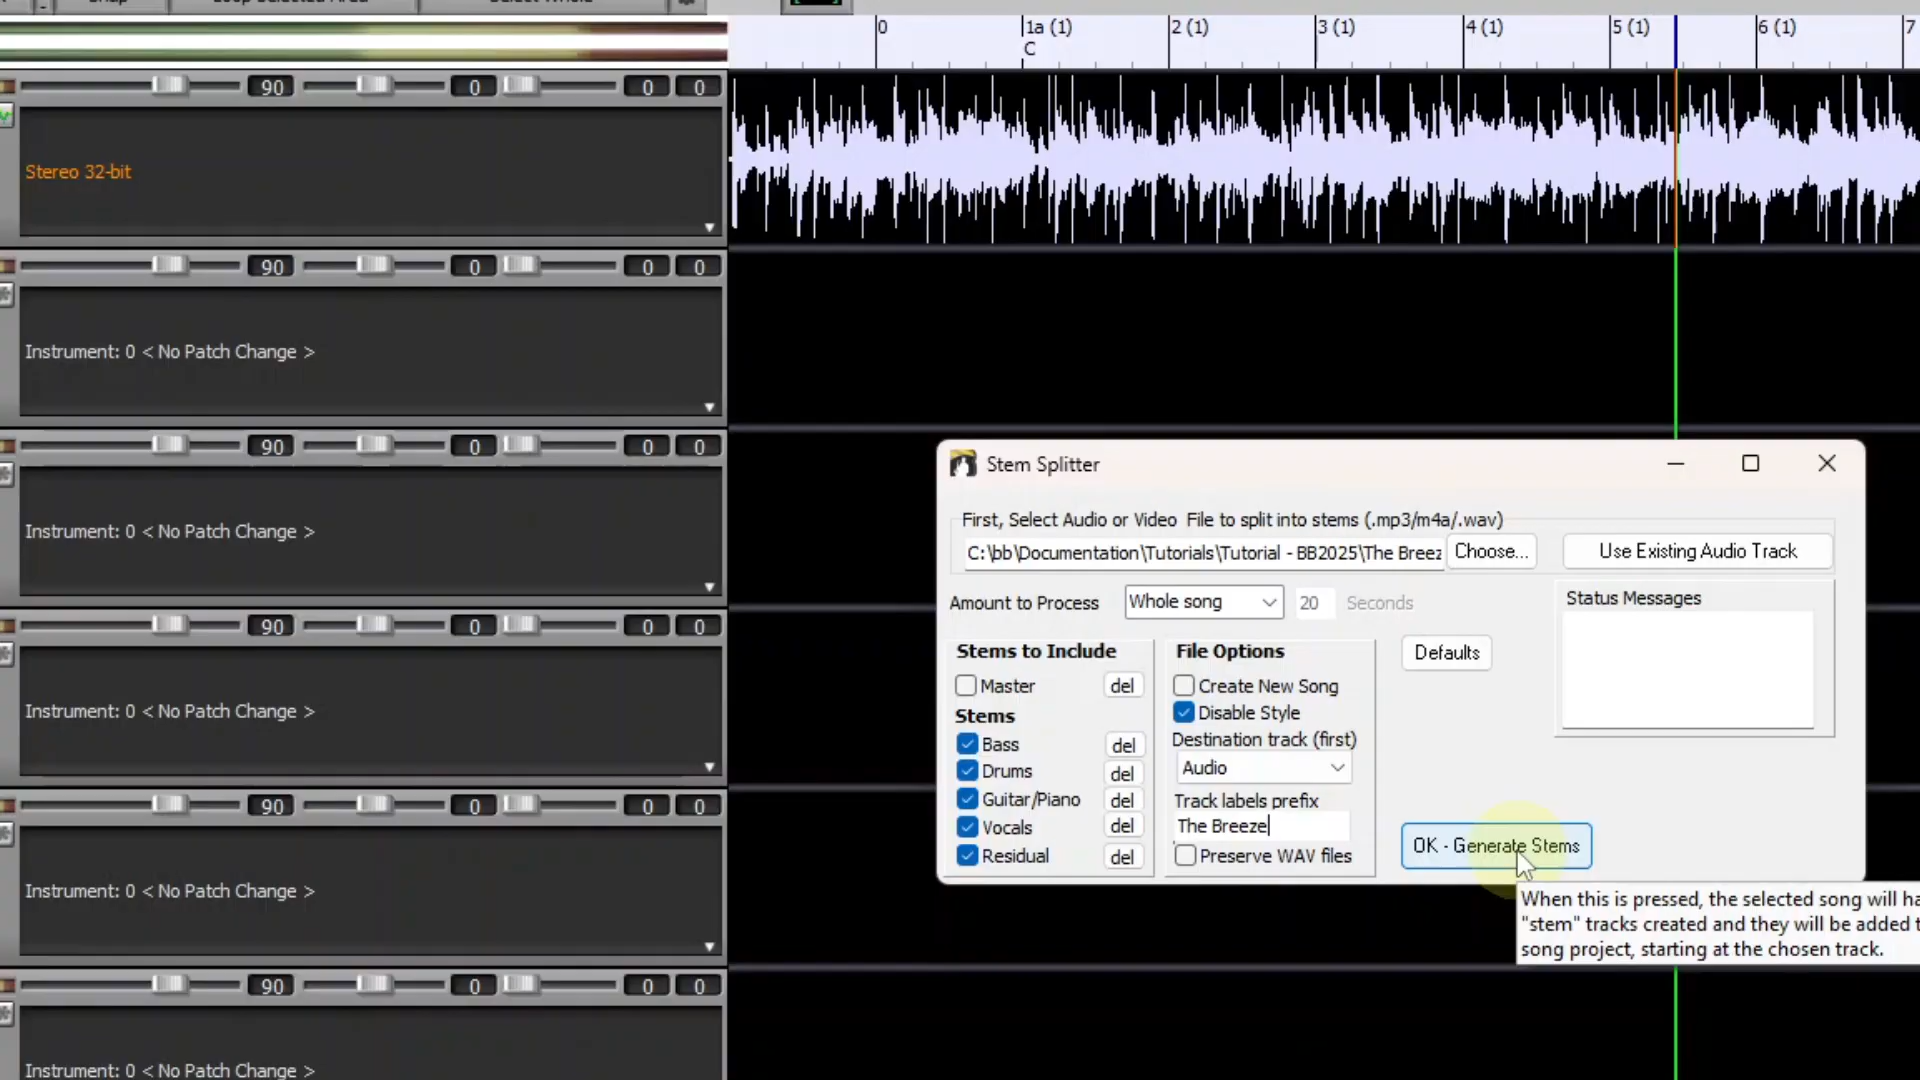 0
1a (1)
2 (1)
3 (1)
4 (1)
5 (1)
6 (1)
7
C
90
0
0
0
Stereo 32-bit
90
0
0
0
Instrument: 0 < No Patch Change >
90
0
0
0
Instrument: 0 < No Patch Change >
90
0
0
0
Instrument: 0 < No Patch Change >
90
0
0
0
Instrument: 0 < No Patch Change >
90
0
0
0
Instrument: 0 < No Patch Change >
Stem Splitter
First, Select Audio or Video File to split into stems (.mp3/m4a/.wav)
C:\bb\Documentation\Tutorials\Tutorial - BB2025\The Breez
Choose...
Use Existing Audio Track
Amount to Process
Whole song
20
Seconds
Status Messages
Stems to Include
Master
del
Stems
Bass
del
Drums
del
Guitar/Piano
del
Vocals
del
Residual
del
File Options
Create New Song
Disable Style
Destination track (first)
Audio
Track labels prefix
The Breeze
Preserve WAV files
Defaults
OK - Generate Stems
When this is pressed, the selected song will ha
"stem" tracks created and they will be added t
song project, starting at the chosen track.